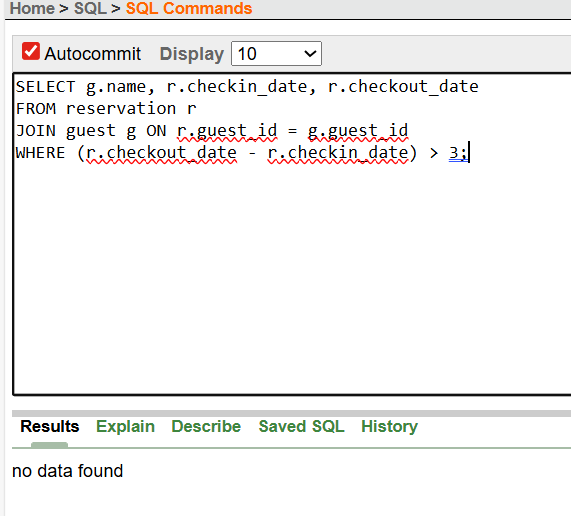 Home > SQL > SQL Commands
Autocommit Display 10
SELECT g.name, r.checkin_date, r.checkout_date
FROM reservation r
JOIN guest g ON r.guest_id = g.guest_id
WHERE (r.checkout_date - r.checkin_date) > 3;
Results Explain Describe Saved SQL History
no data found